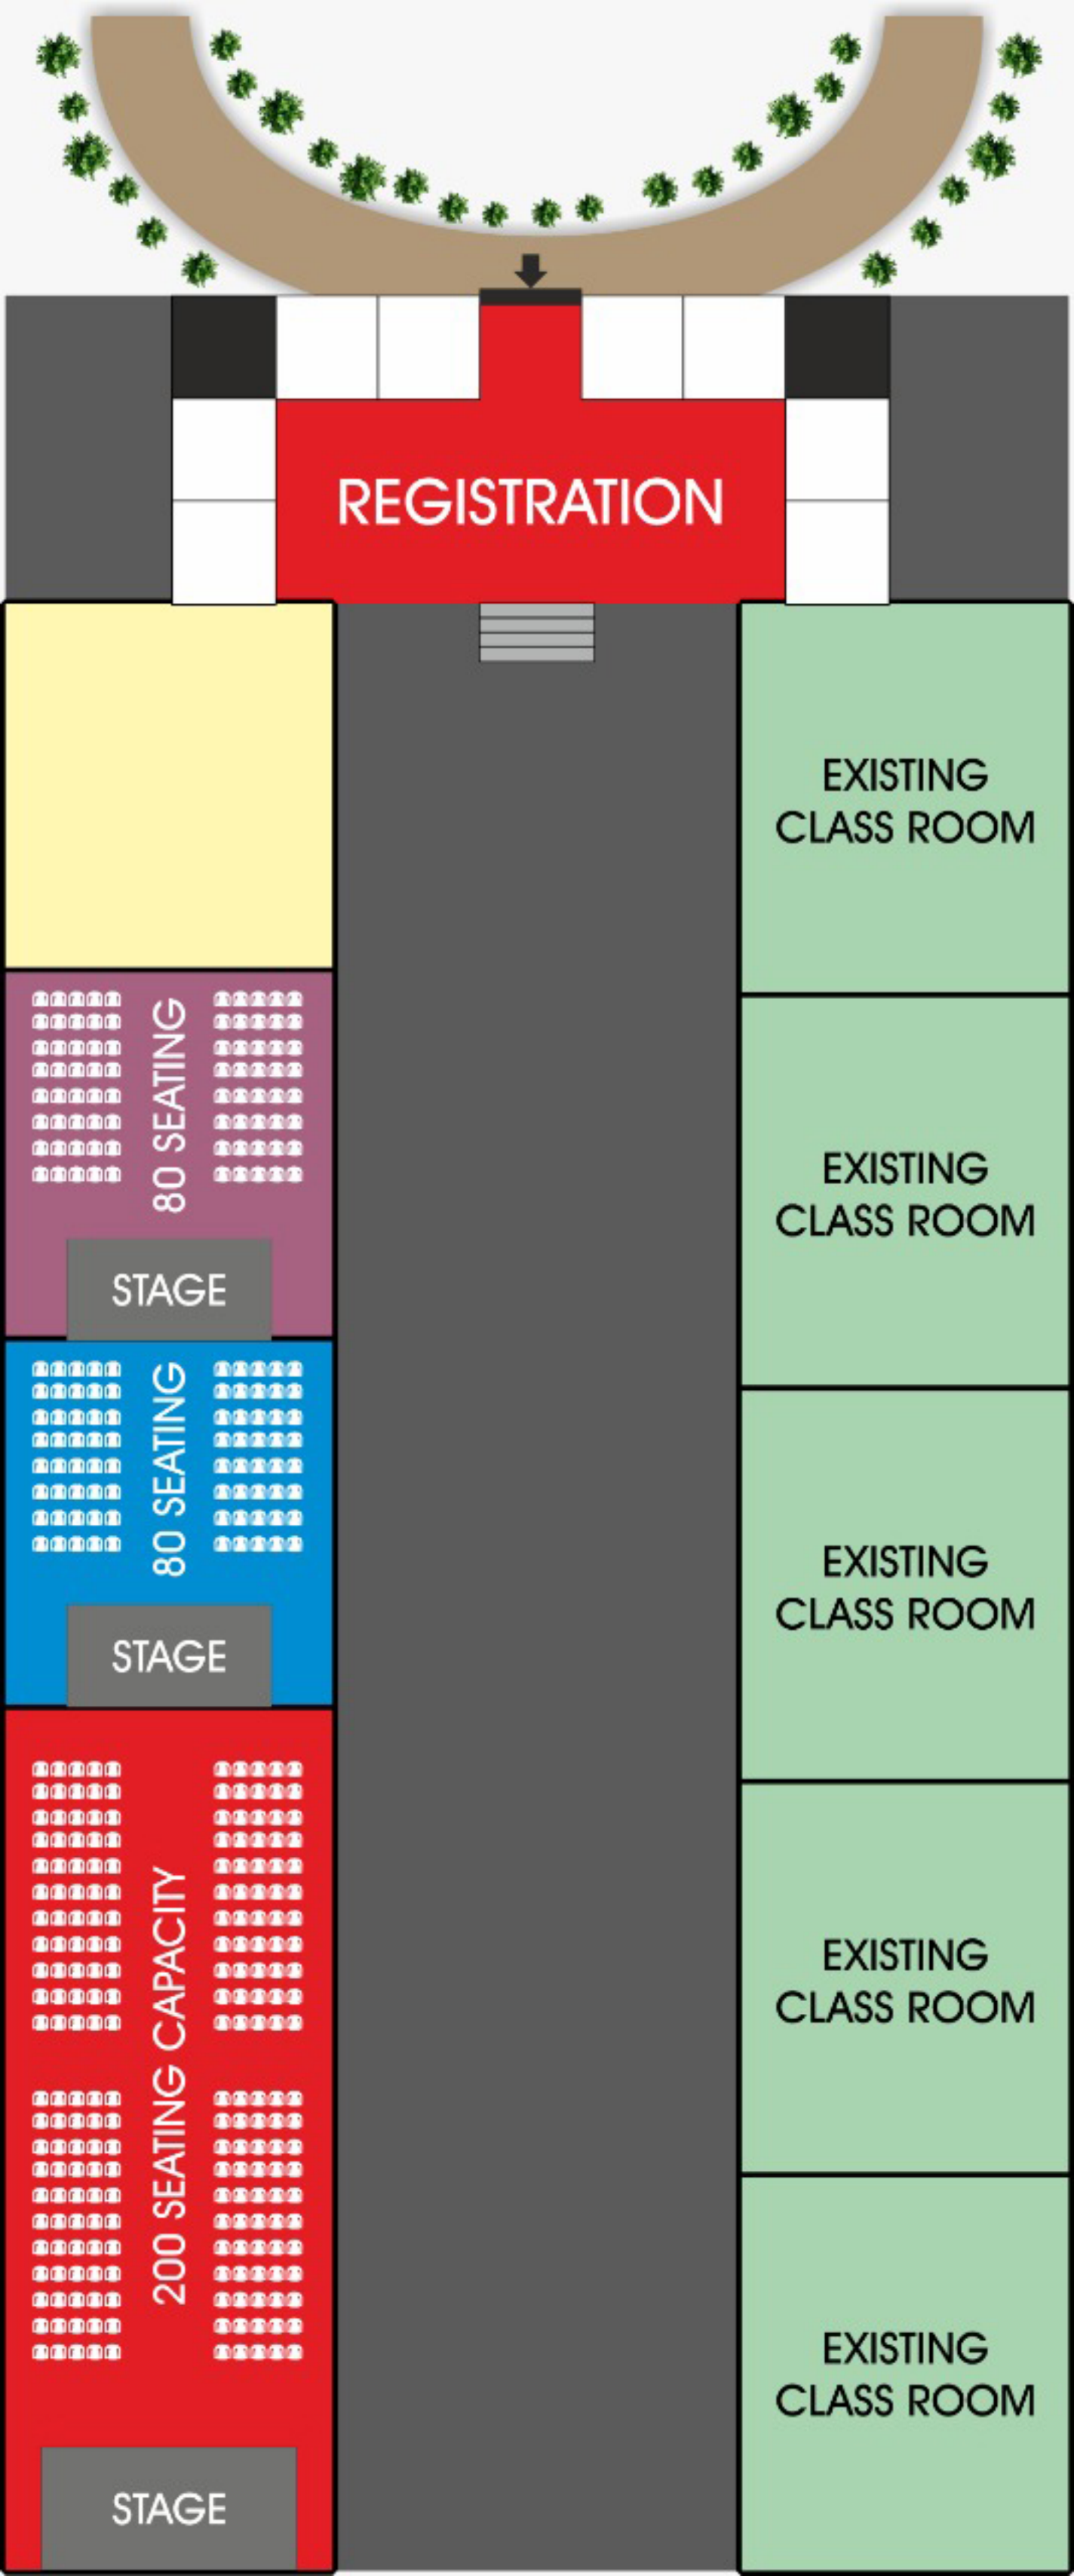 REGISTRATION
80 SEATING
STAGE
80 SEATING
STAGE
200 SEATING CAPACITY
STAGE
EXISTING
CLASS ROOM
EXISTING
CLASS ROOM
EXISTING
CLASS ROOM
EXISTING
CLASS ROOM
EXISTING
CLASS ROOM